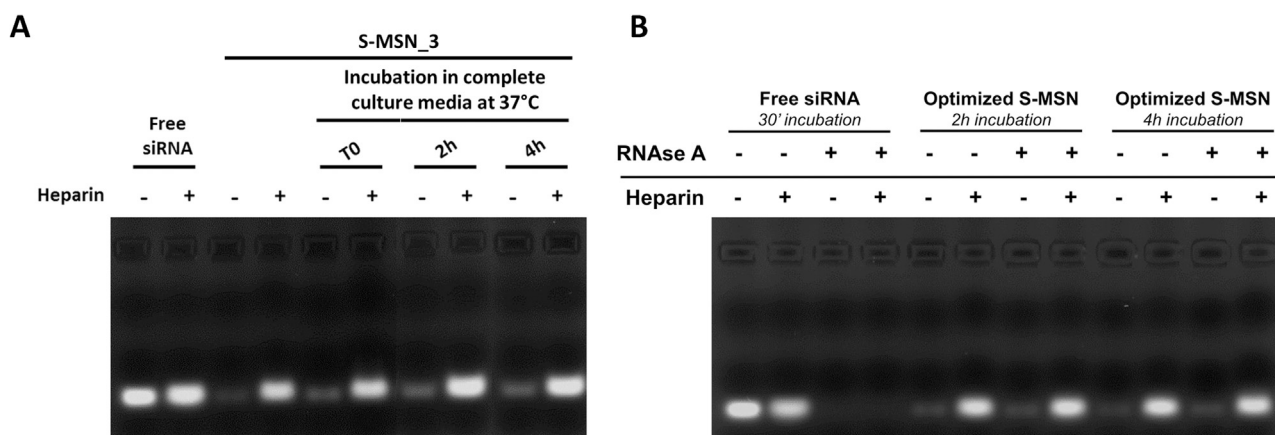 A
S-MSN_3
Incubation in complete
culture media at 37°C
Free
siRNA
T0
2h
4h
Heparin - + - + - + - + - +
B
Free siRNA Optimized S-MSN Optimized S-MSN
30' incubation 2h incubation 4h incubation
RNAse A - - + + - - + + - - + +
Heparin - + - + - + - + - + - +